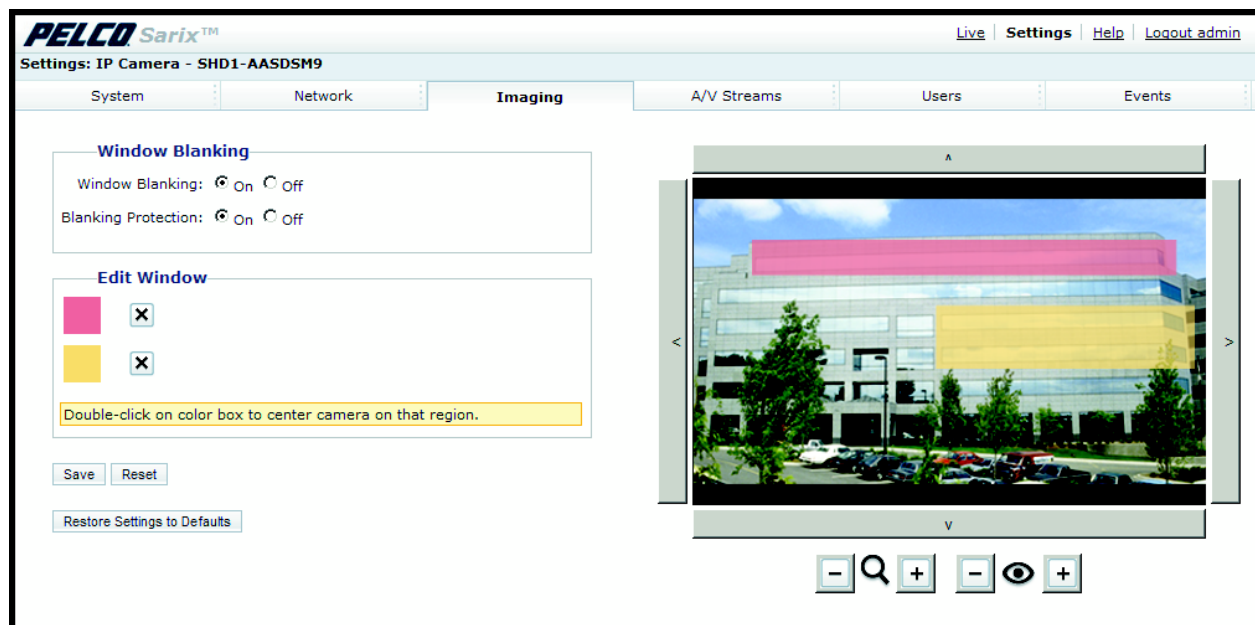 PELCO Sarix™
Live Settings Help Logout admin
Settings: IP Camera - SHD1-AASDSM9
System Network Imaging A/V Streams Users Events
Window Blanking
Window Blanking: On Off
Blanking Protection: On Off
Edit Window
Double-click on color box to center camera on that region.
Save Reset
Restore Settings to Defaults